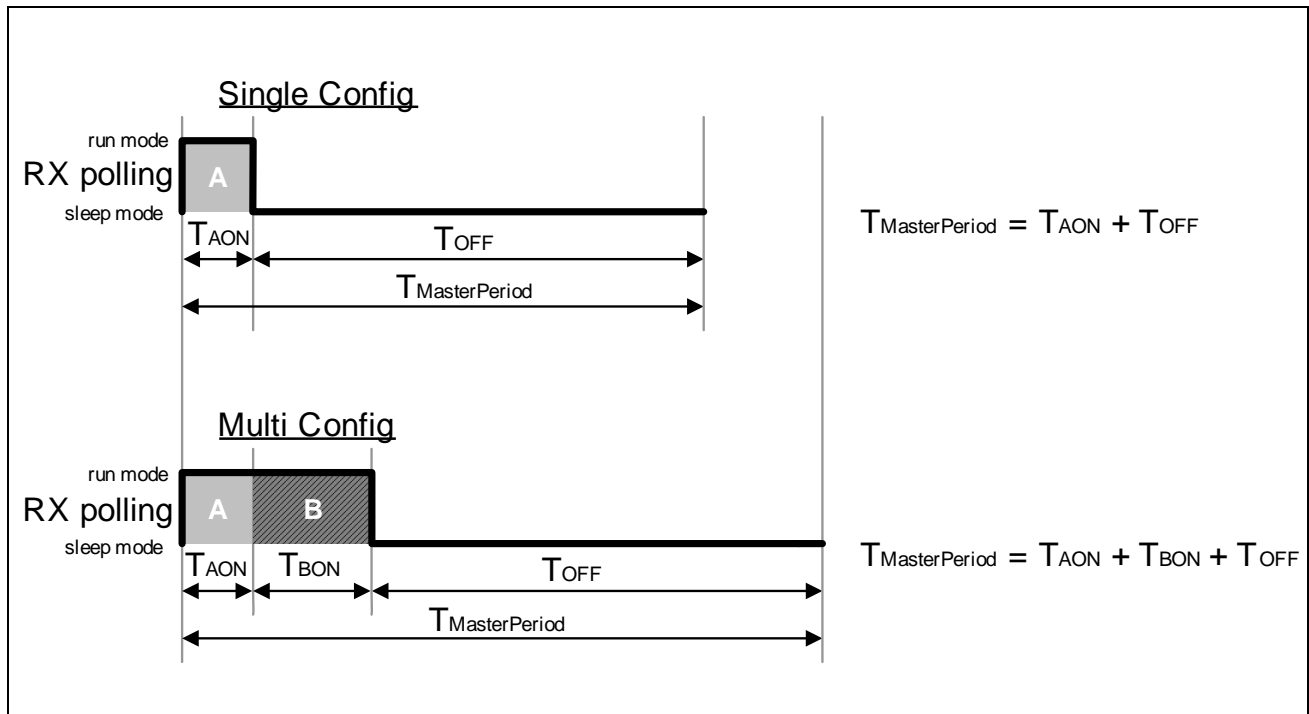 Single Config
run mode
RX polling
A
sleep mode
TAON
TOFF
TMasterPeriod
TMasterPeriod = TAON + TOFF
Multi Config
run mode
RX polling
A
B
sleep mode
TAON
TBON
TOFF
TMasterPeriod
TMasterPeriod = TAON + TBON + TOFF